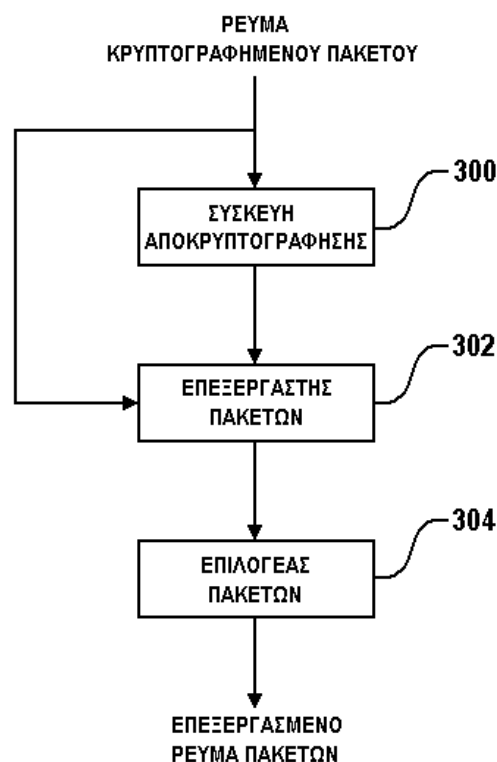 ΡΕΥΜΑ
ΚΡΥΠΤΟΓΡΑΦΗΜΕΝΟΥ ΠΑΚΕΤΟΥ
300
ΣΥΣΚΕΥΗ
ΑΠΟΚΡΥΠΤΟΓΡΑΦΗΣΗΣ
302
ΕΠΕΞΕΡΓΑΣΤΗΣ
ΠΑΚΕΤΩΝ
304
ΕΠΙΛΟΓΕΑΣ
ΠΑΚΕΤΩΝ
ΕΠΕΞΕΡΓΑΣΜΕΝΟ
ΡΕΥΜΑ ΠΑΚΕΤΩΝ